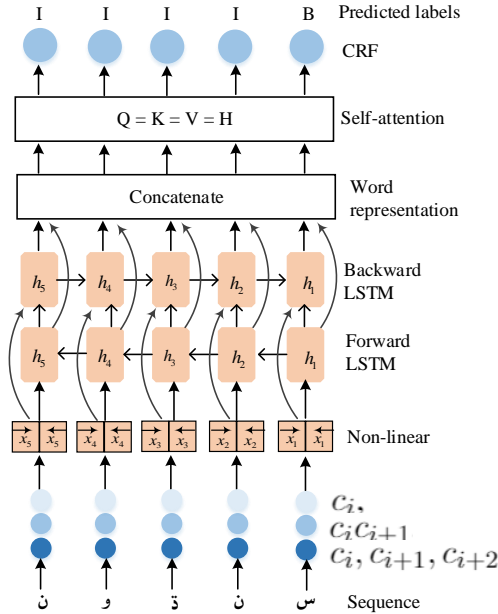 I I I I B Predicted labels
CRF
Q = K = V = H Self-attention
Concatenate Word representation
h₅ h₄ h₃ h₂ h₁ Backward LSTM
h₅ h₄ h₃ h₂ h₁ Forward LSTM
x₅ x₅ x₄ x₄ x₃ x₃ x₂ x₂ x₁ x₁ Non-linear
cᵢ,
cᵢcᵢ₊₁
cᵢ, cᵢ₊₁, cᵢ₊₂
ن و ڌ ن س Sequence